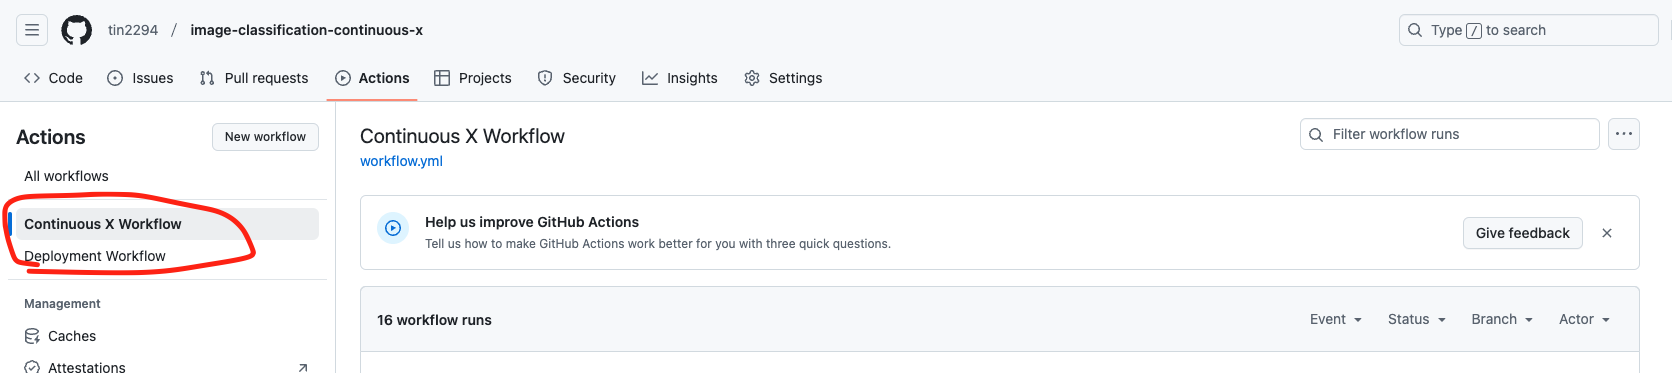 tin2294 / image-classification-continuous-x
Type / to search
Code Issues Pull requests Actions Projects Security Insights Settings
Actions
New workflow
All workflows
Continuous X Workflow
Deployment Workflow
Management
Caches
Attestations
Continuous X Workflow
workflow.yml
Filter workflow runs
Help us improve GitHub Actions
Tell us how to make GitHub Actions work better for you with three quick questions.
Give feedback
16 workflow runs
Event Status Branch Actor